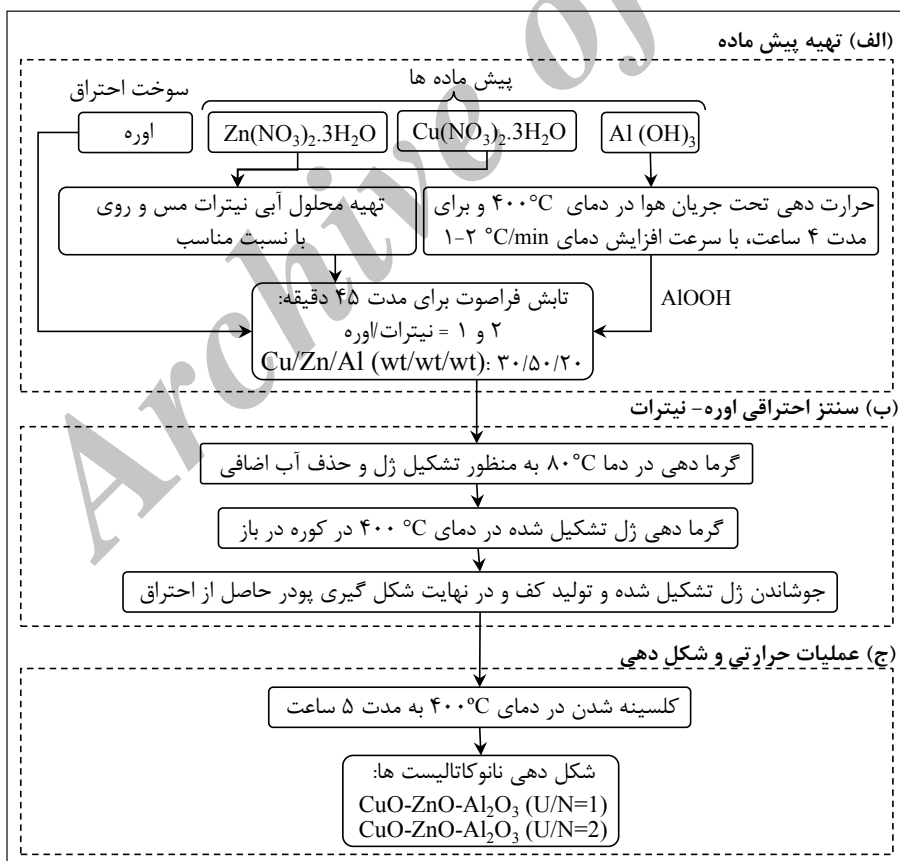 (الف) تهیه پیش ماده
پیش ماده ها
سوخت احتراق
Al (OH)₃
Cu(NO₃)₂.3H₂O
Zn(NO₃)₂.3H₂O
اوره
حرارت دهی تحت جریان هوا در دمای ۴۰۰°C و برای
مدت ۴ ساعت، با سرعت افزایش دمای ۱-۲ °C/min
تهیه محلول آبی نیترات مس و روی
با نسبت مناسب
AlOOH
تابش فراصوت برای مدت ۴۵ دقیقه:
۲ و ۱ = نیترات/اوره
Cu/Zn/Al (wt/wt/wt): ۳۰/۵۰/۲۰
(ب) سنتز احتراقی اوره- نیترات
گرما دهی در دما ۸۰°C به منظور تشکیل ژل و حذف آب اضافی
گرما دهی ژل تشکیل شده در دمای ۴۰۰ °C در کوره در باز
جوشاندن ژل تشکیل شده و تولید کف و در نهایت شکل گیری پودر حاصل از احتراق
(ج) عملیات حرارتی و شکل دهی
کلسینه شدن در دمای ۴۰۰ºC به مدت ۵ ساعت
شکل دهی نانوکاتالیست ها:
CuO-ZnO-Al₂O₃ (U/N=1)
CuO-ZnO-Al₂O₃ (U/N=2)
Archive of